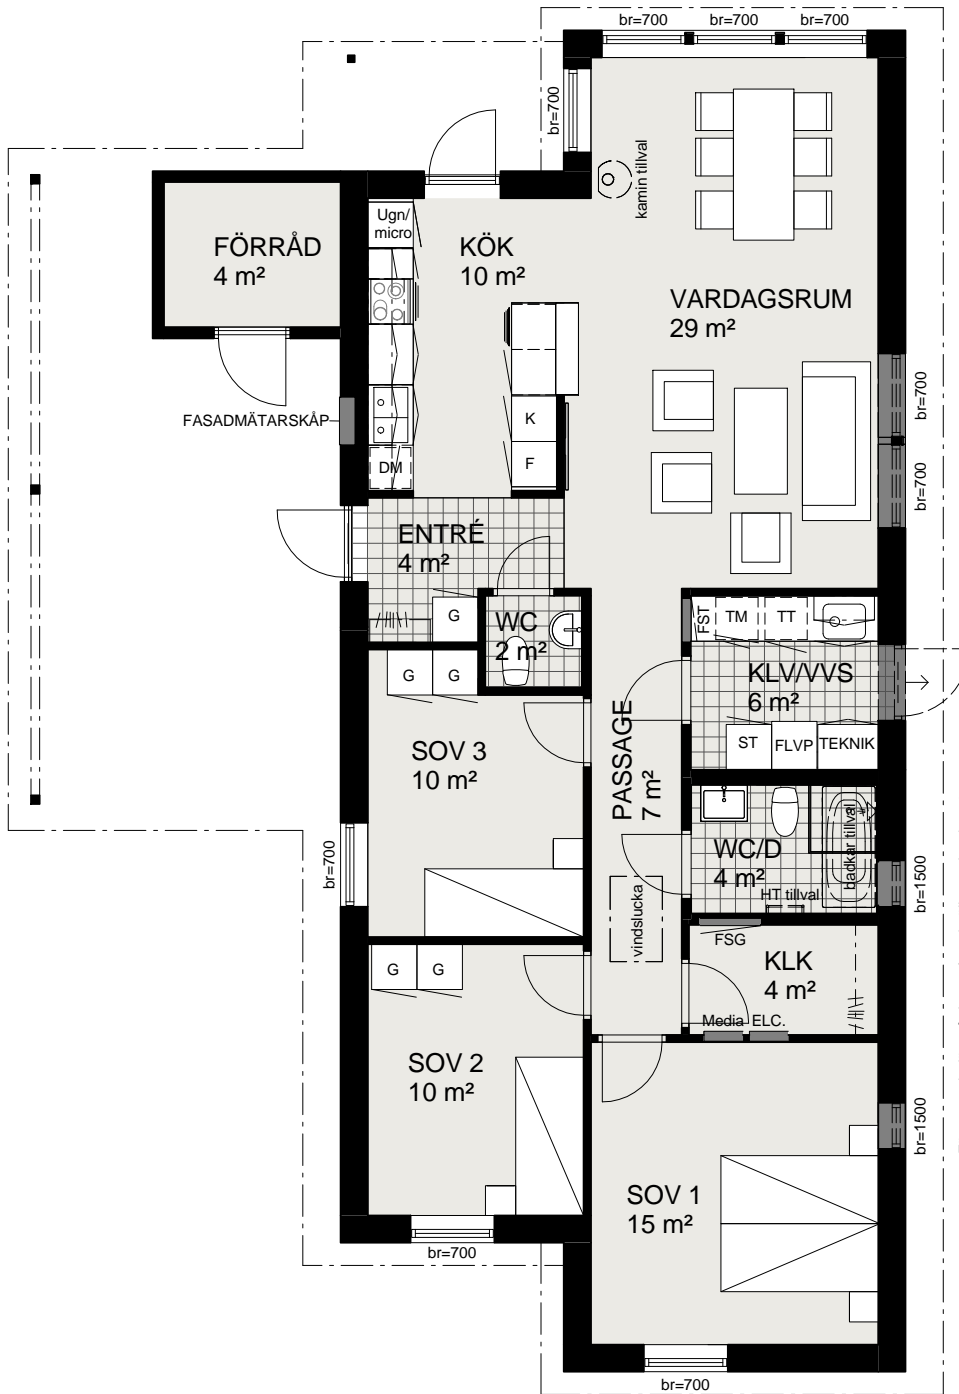 br=700
br=700
br=700
br=700
kamin tillval
Ugn/
micro
FÖRRÅD
4 m²
KÖK
10 m²
VARDAGSRUM
29 m²
br=700
FASADMÄTARSKÅP
K
F
DM
br=700
ENTRÉ
4 m²
G
WC
2 m²
FST
TM
TT
KLV/VVS
6 m²
G
G
SOV 3
10 m²
PASSAGE
7 m²
ST
FLVP
TEKNIK
WC/D
4 m²
badkar tillval
HT tillval
br=700
br=1500
vindslucka
FSG
KLK
4 m²
G
G
Media
ELC.
SOV 2
10 m²
br=1500
SOV 1
15 m²
br=700
br=700